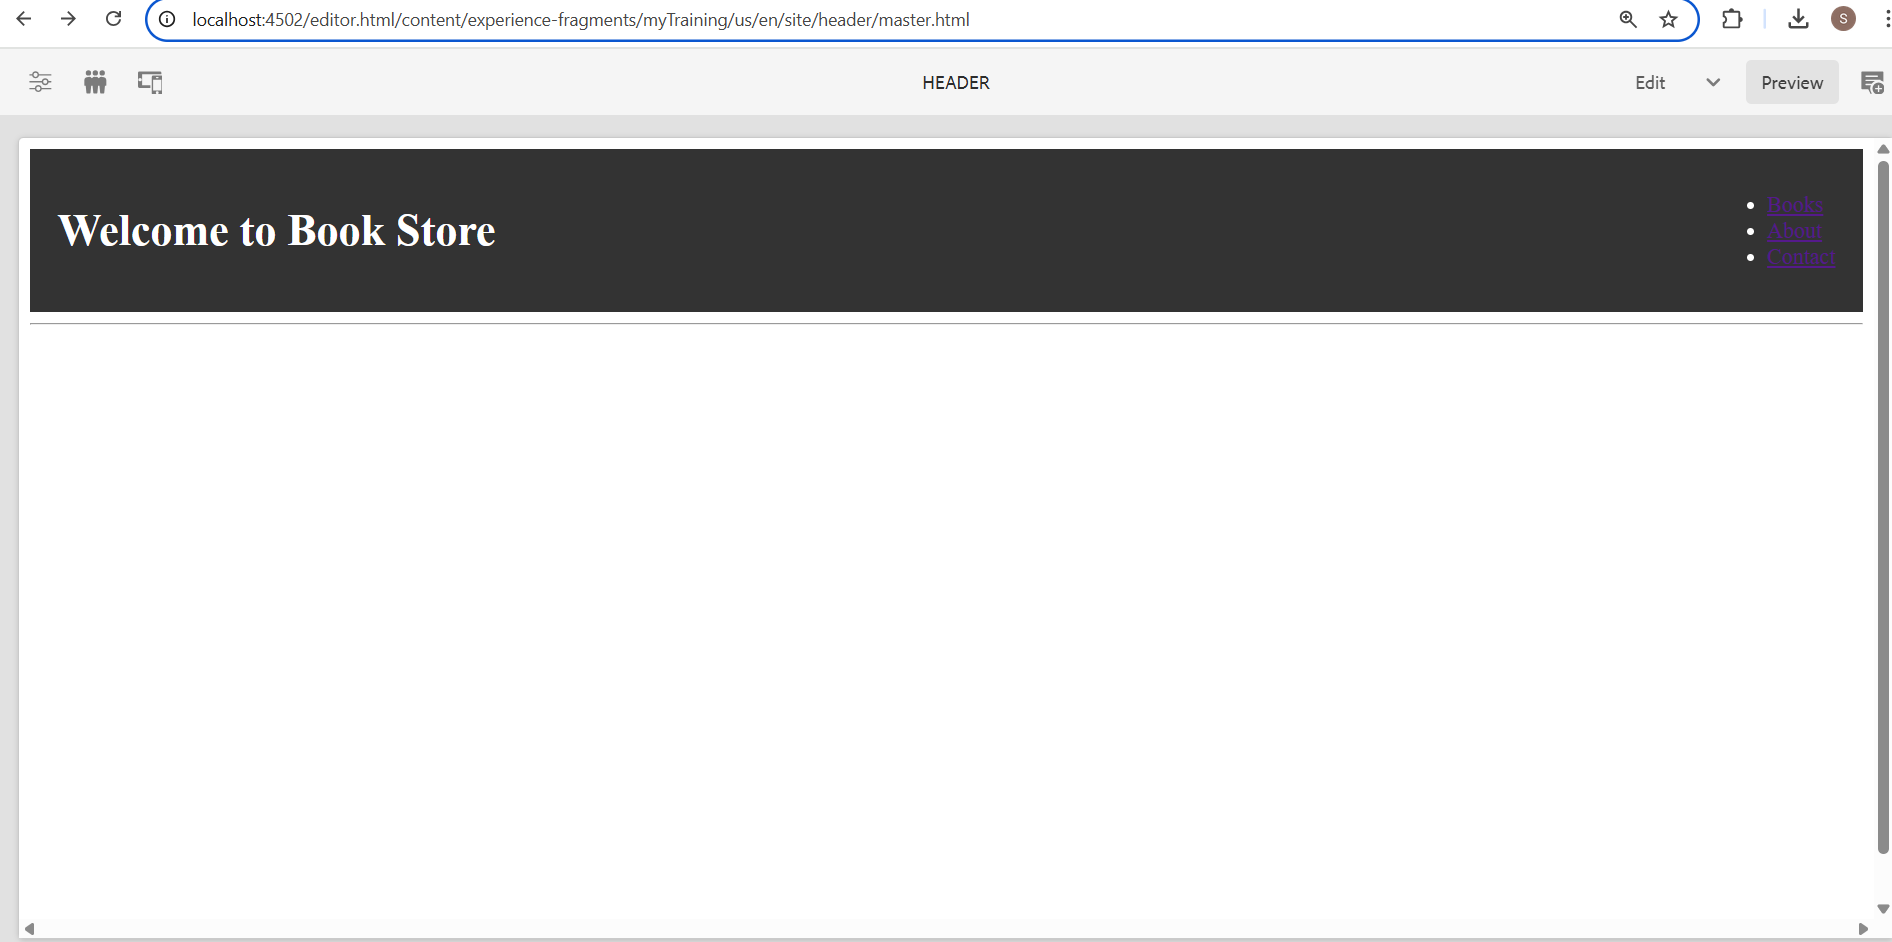 localhost:4502/editor.html/content/experience-fragments/myTraining/us/en/site/header/master.html
S
HEADER
Edit
Preview
Welcome to Book Store
Books
About
Contact